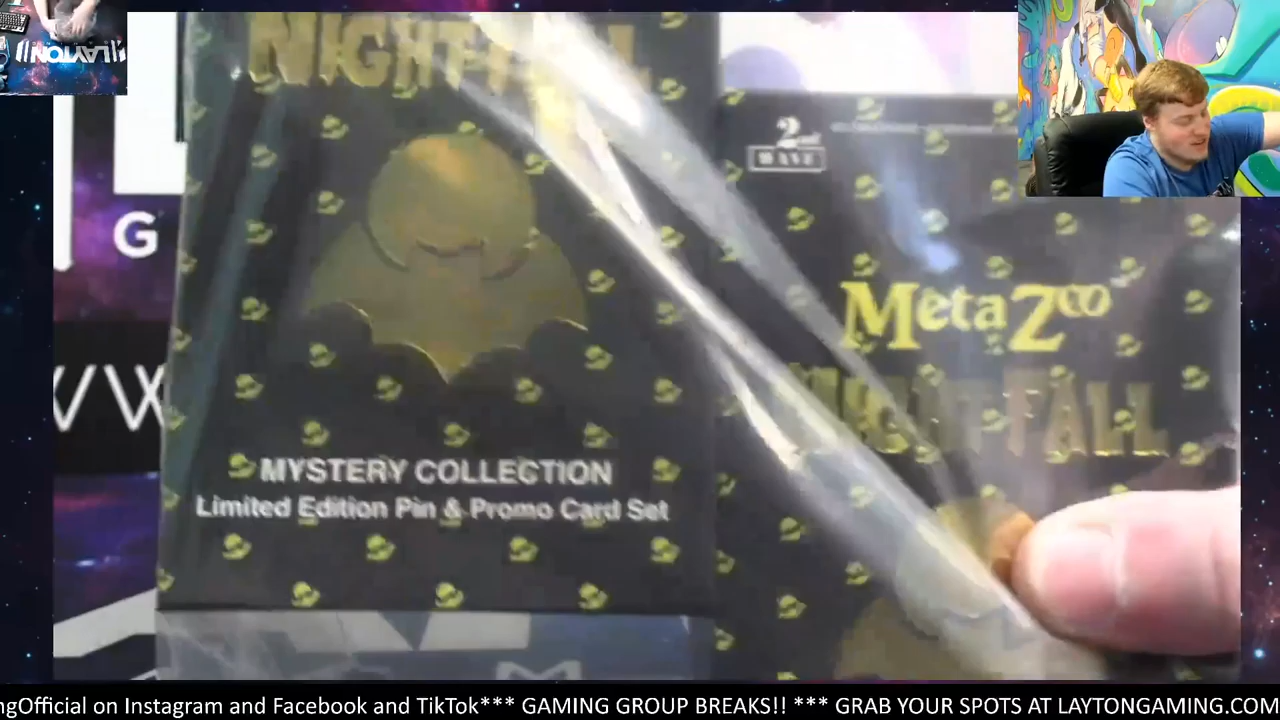 NIGHTFALL
2nd
WAVE
G
MetaZoo
NIGHTFALL
MYSTERY COLLECTION
Limited Edition Pin & Promo Card Set
LAYTON
ngOfficial on Instagram and Facebook and TikTok*** GAMING GROUP BREAKS!! *** GRAB YOUR SPOTS AT LAYTONGAMING.COM